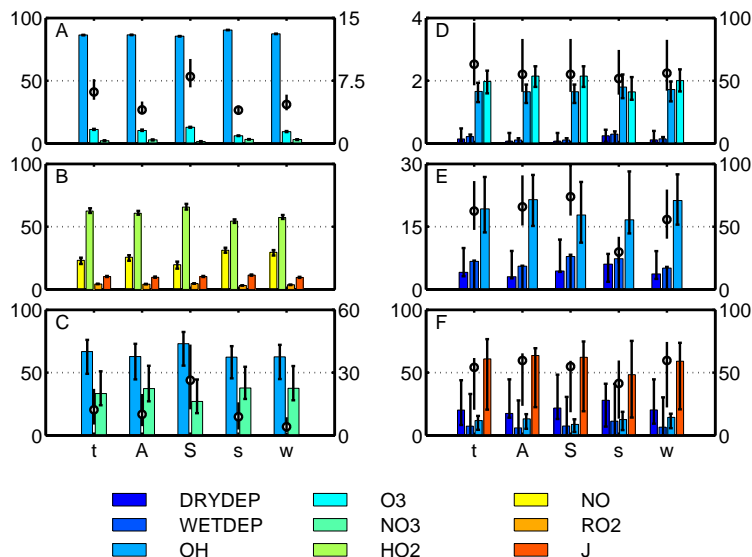 100 A 15 4 D 100
50 7.5 2 50
0 0 0 0
100 B 30 E 100
50 15 50
0 0 0
100 C 60 100 F 100
50 30 50 50
0 0 0 0
t A S s w t A S s w
DRYDEP O3 NO
WETDEP NO3 RO2
OH HO2 J